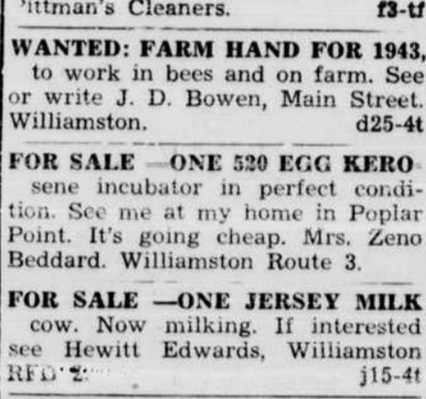 'ittman's Cleaners. f3-tf
WANTED: FARM HAND FOR 1943,
to work in bees and on farm. See
or write J. D. Bowen, Main Street.
Williamston. d25-4t
FOR SALE — ONE 520 EGG KERO-
sene incubator in perfect condi-
tion. See me at my home in Poplar
Point. It's going cheap. Mrs. Zeno
Beddard. Williamston Route 3.
FOR SALE —ONE JERSEY MILK
cow. Now milking. If interested
see Hewitt Edwards, Williamston
RFD 2. j15-4t